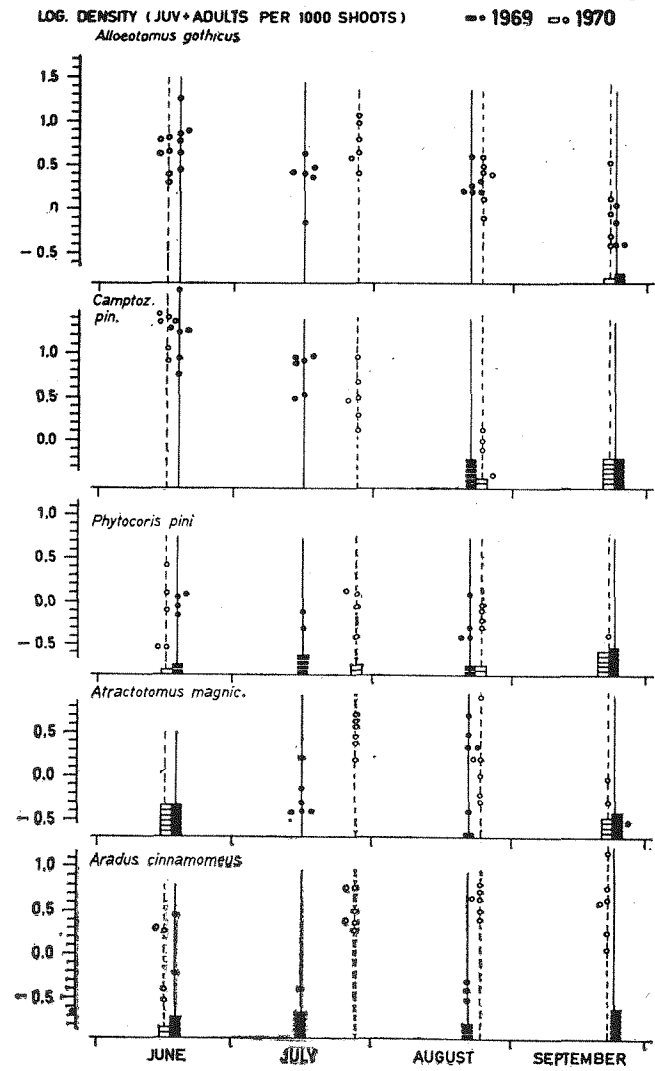 LOG. DENSITY (JUV+ADULTS PER 1000 SHOOTS) 1969 1970
Alloeotomus gothicus
1.5
1.0
0.5
0
- 0.5
Camptoz.
pin.
1.0
0.5
0.0
Phytocoris pini
1.0
0.5
0.0
- 0.5
Atractotomus magnic.
0.5
0.0
0.5
Aradus cinnamomeus
1.0
0.5
0.0
0.5
JUNE JULY AUGUST SEPTEMBER